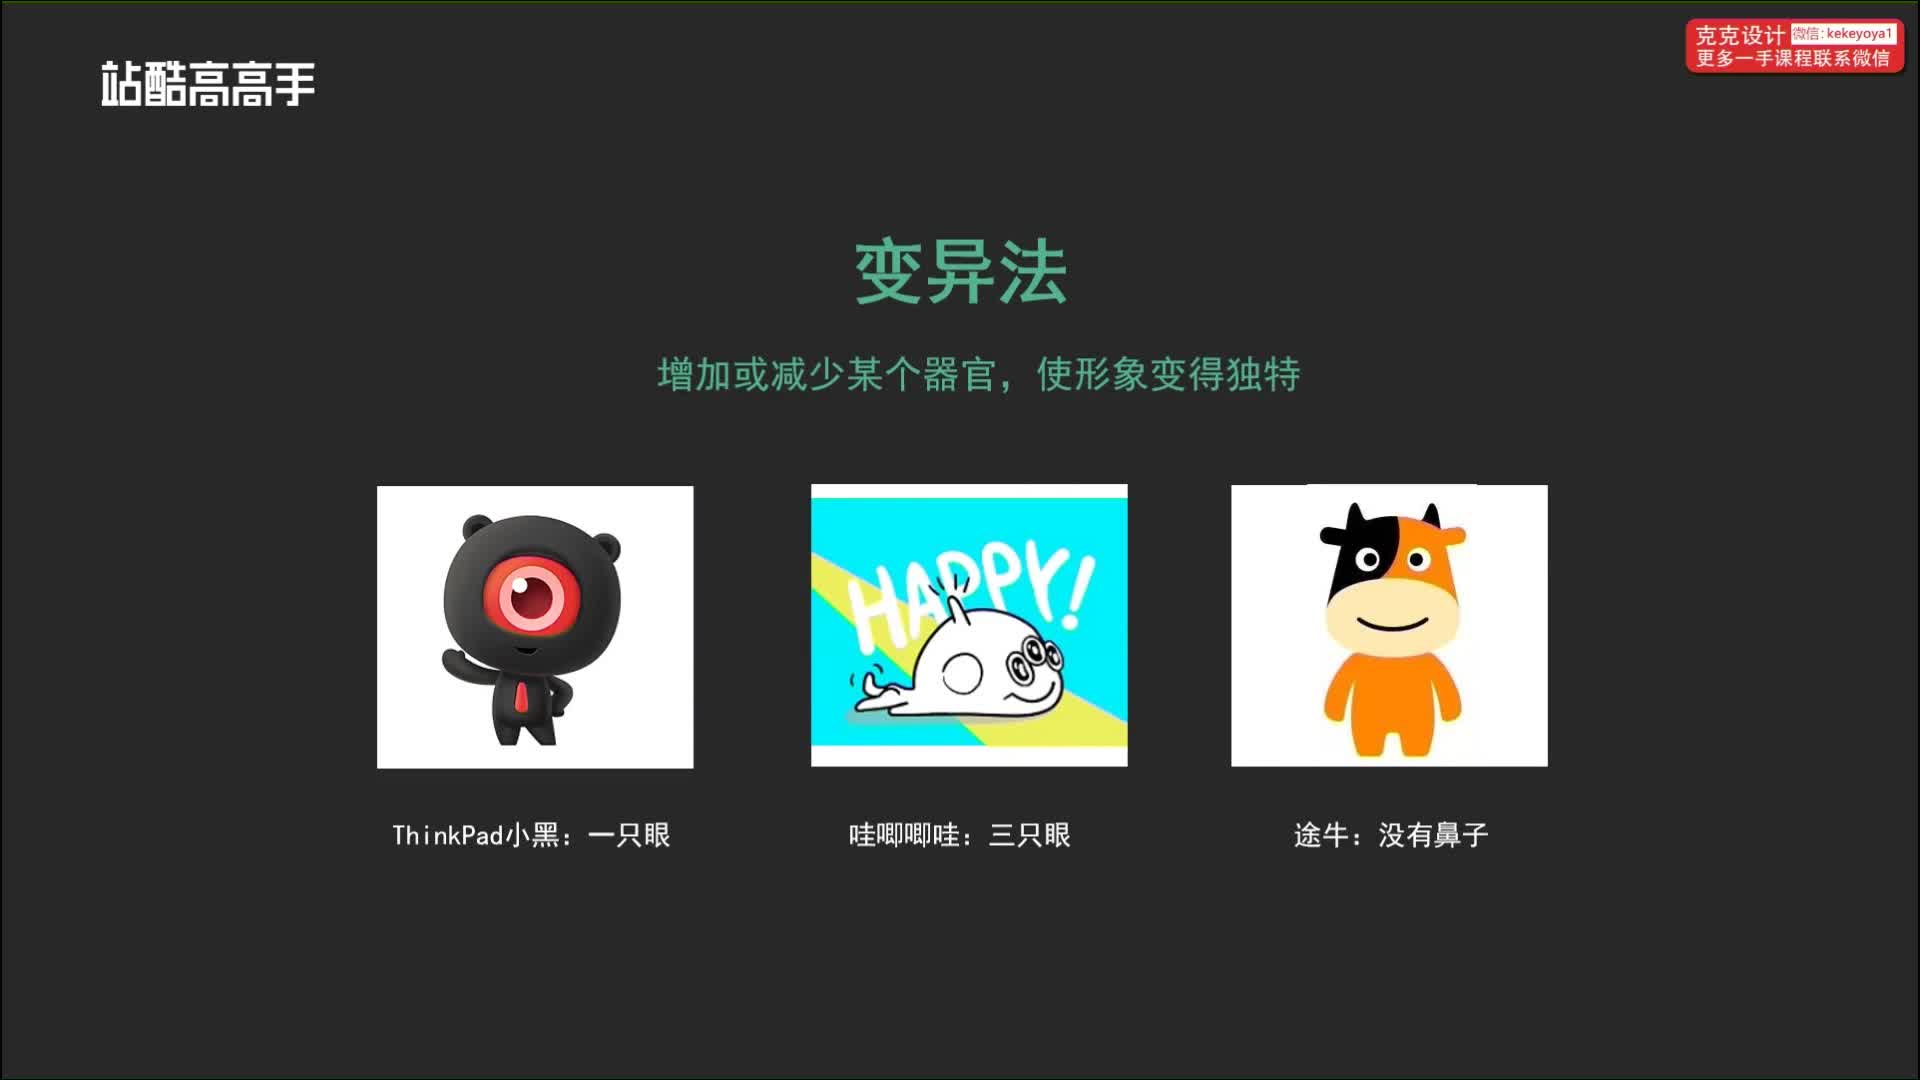 站酷高高手
克克设计 微信:kekeyoya1
更多一手课程联系微信
变异法
增加或减少某个器官，使形象变得独特
HAPPY!
ThinkPad小黑：一只眼
哇唧唧哇：三只眼
途牛：没有鼻子